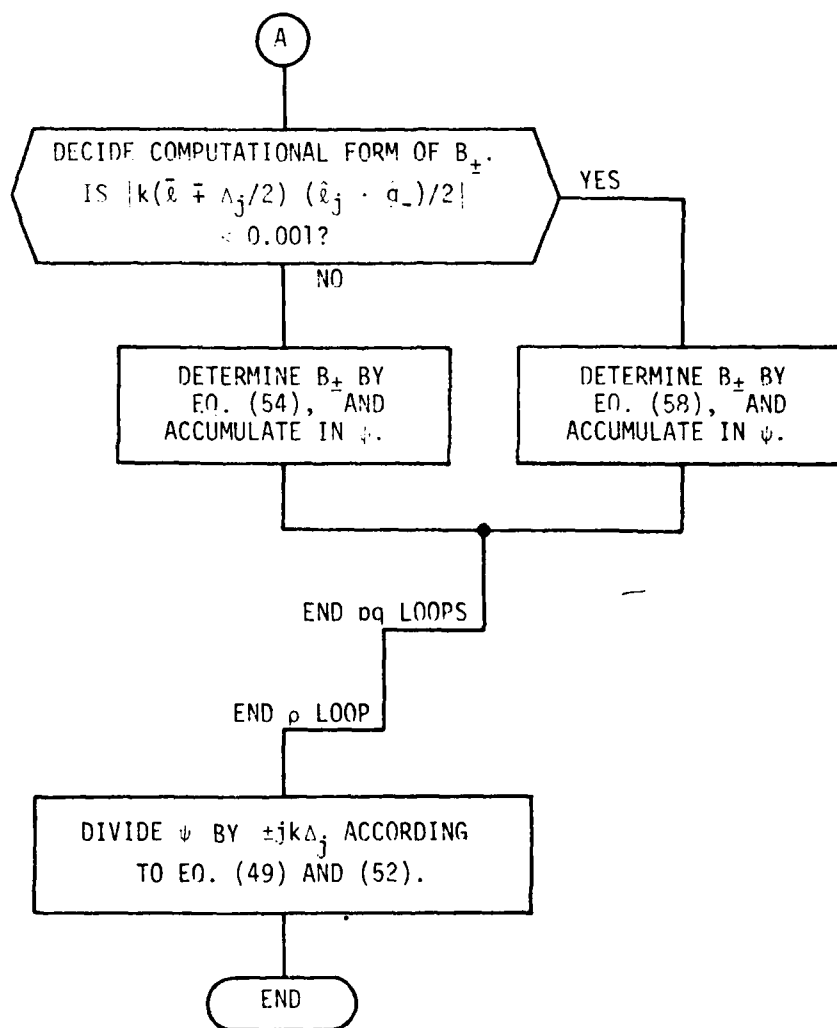 A
DECIDE COMPUTATIONAL FORM OF B±.
IS |k(ℓ̄ ∓ Δj/2) (ℓ̂j · q̂-)/2|
< 0.001?
YES
NO
DETERMINE B± BY
EQ. (54), AND
ACCUMULATE IN ψ.
DETERMINE B± BY
EQ. (58), AND
ACCUMULATE IN ψ.
END pq LOOPS
END ρ LOOP
DIVIDE ψ BY ±jkΔj ACCORDING
TO EQ. (49) AND (52).
END